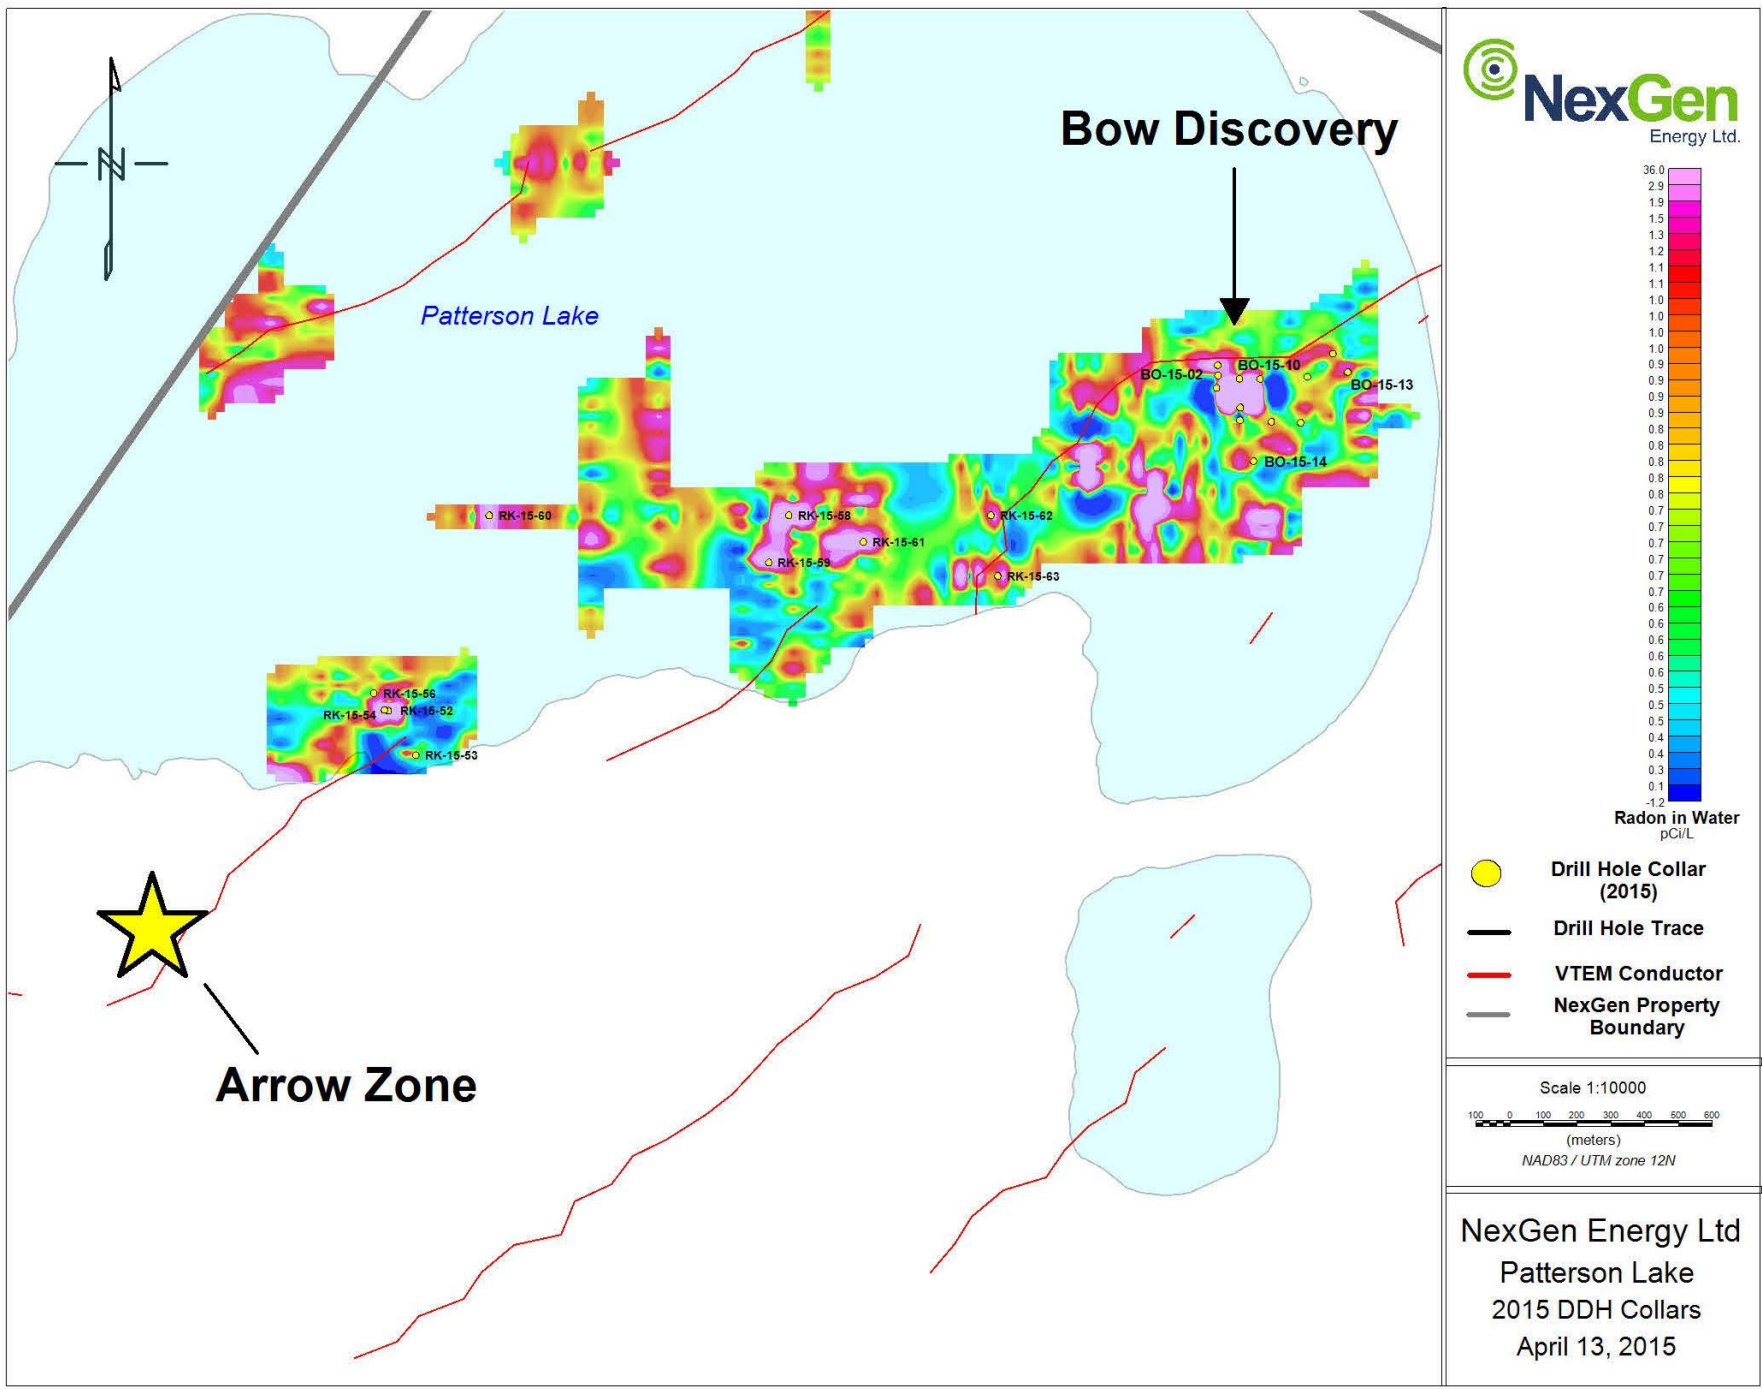 N
Bow Discovery
Patterson Lake
BO-15-10
BO-15-02
BO-15-13
BO-15-14
RK-15-60
RK-15-58
RK-15-62
RK-15-61
RK-15-59
RK-15-63
RK-15-56
RK-15-54
RK-15-52
RK-15-53
Arrow Zone
NexGen
Energy Ltd.
36.0
2.9
1.9
1.5
1.3
1.2
1.1
1.1
1.0
1.0
1.0
1.0
0.9
0.9
0.9
0.9
0.8
0.8
0.8
0.8
0.8
0.7
0.7
0.7
0.7
0.7
0.6
0.6
0.6
0.6
0.6
0.5
0.5
0.5
0.4
0.4
0.3
0.1
-1.2
Radon in Water
pCi/L
Drill Hole Collar
(2015)
Drill Hole Trace
VTEM Conductor
NexGen Property
Boundary
Scale 1:10000
100 0 100 200 300 400 500 600
(meters)
NAD83 / UTM zone 12N
NexGen Energy Ltd
Patterson Lake
2015 DDH Collars
April 13, 2015